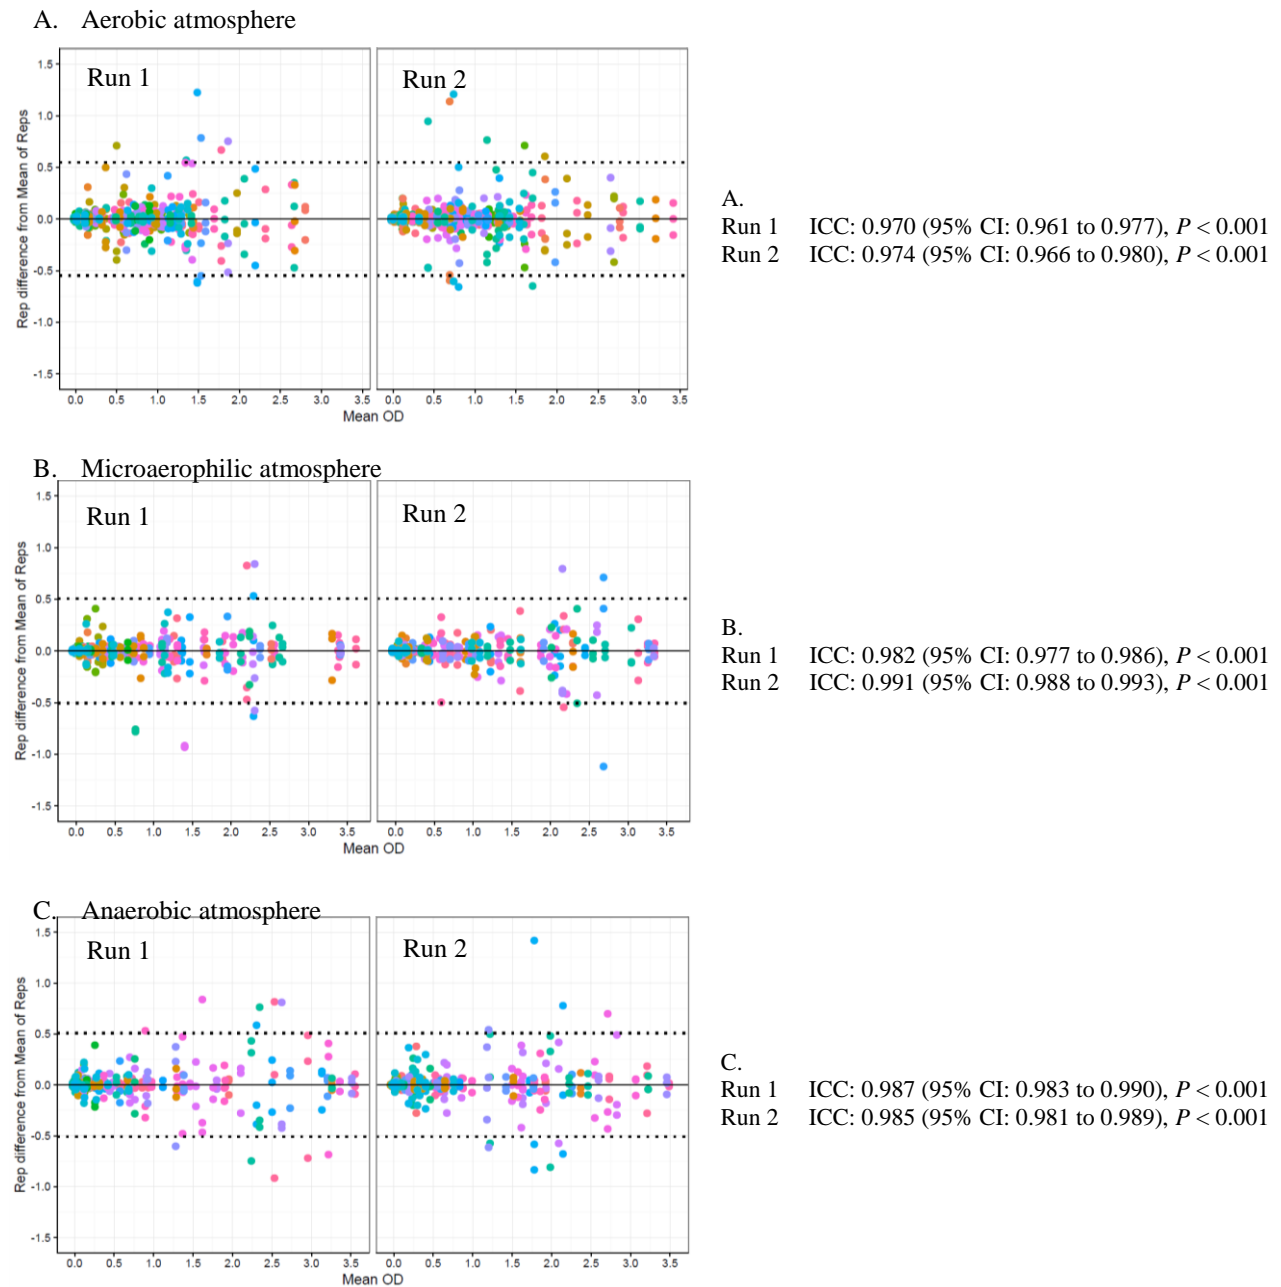 A. Aerobic atmosphere
Run 1
Run 2
1.5
1.0
0.5
0.0
-0.5
-1.0
-1.5
Rep difference from Mean of Reps
0.0 0.5 1.0 1.5 2.0 2.5 3.0 3.5
0.0 0.5 1.0 1.5 2.0 2.5 3.0 3.5
Mean OD
A.
Run 1 ICC: 0.970 (95% CI: 0.961 to 0.977), P < 0.001
Run 2 ICC: 0.974 (95% CI: 0.966 to 0.980), P < 0.001
B. Microaerophilic atmosphere
Run 1
Run 2
1.5
1.0
0.5
0.0
-0.5
-1.0
-1.5
Rep difference from Mean of Reps
0.0 0.5 1.0 1.5 2.0 2.5 3.0 3.5
0.0 0.5 1.0 1.5 2.0 2.5 3.0 3.5
Mean OD
B.
Run 1 ICC: 0.982 (95% CI: 0.977 to 0.986), P < 0.001
Run 2 ICC: 0.991 (95% CI: 0.988 to 0.993), P < 0.001
C. Anaerobic atmosphere
Run 1
Run 2
1.5
1.0
0.5
0.0
-0.5
-1.0
-1.5
Rep difference from Mean of Reps
0.0 0.5 1.0 1.5 2.0 2.5 3.0 3.5
0.0 0.5 1.0 1.5 2.0 2.5 3.0 3.5
Mean OD
C.
Run 1 ICC: 0.987 (95% CI: 0.983 to 0.990), P < 0.001
Run 2 ICC: 0.985 (95% CI: 0.981 to 0.989), P < 0.001